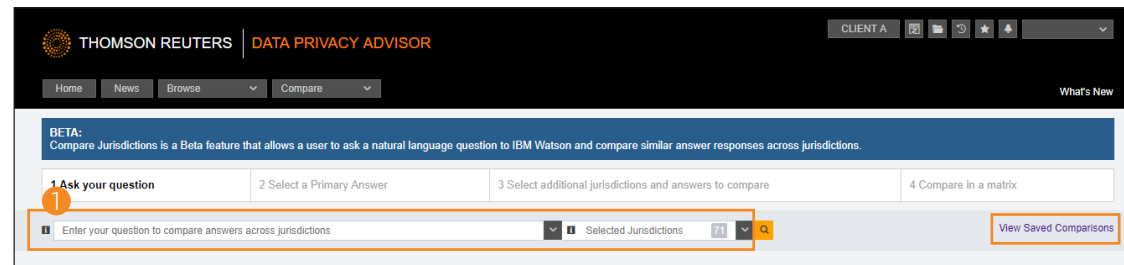 THOMSON REUTERS DATA PRIVACY ADVISOR
CLIENT A
Home News Browse Compare
What's New
BETA:
Compare Jurisdictions is a Beta feature that allows a user to ask a natural language question to IBM Watson and compare similar answer responses across jurisdictions.
1 Ask your question 2 Select a Primary Answer 3 Select additional jurisdictions and answers to compare 4 Compare in a matrix
1
Enter your question to compare answers across jurisdictions Selected Jurisdictions 71
View Saved Comparisons